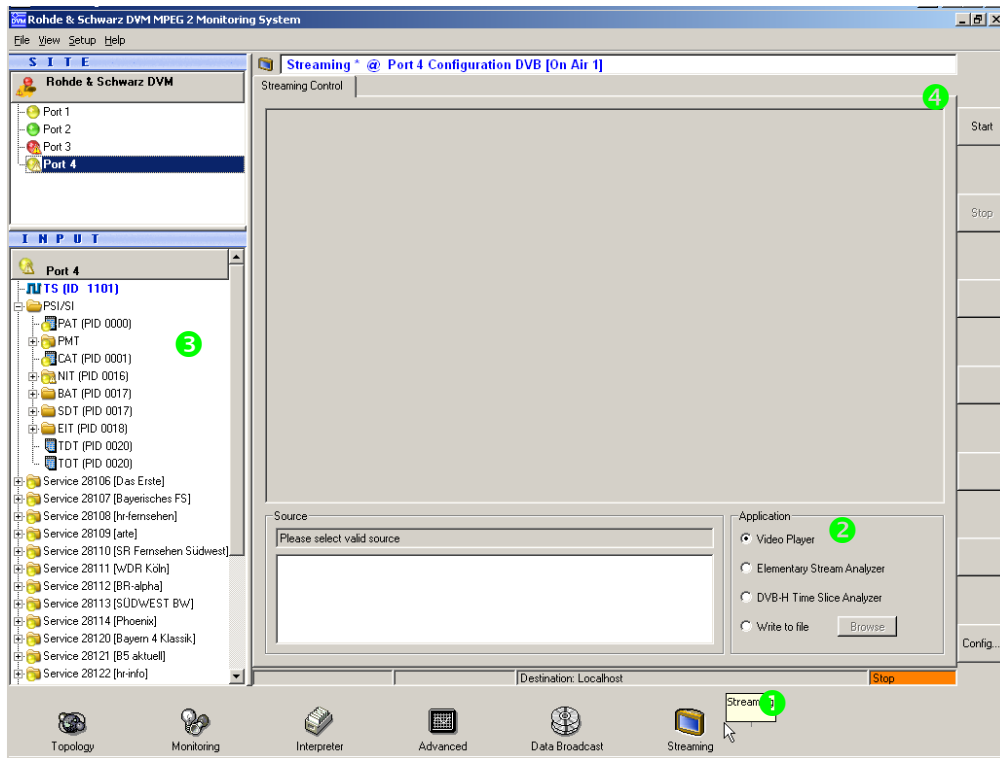 Rohde & Schwarz DVM MPEG 2 Monitoring System
File View Setup Help
SITE
Rohde & Schwarz DVM
Port 1
Port 2
Port 3
Port 4
INPUT
Port 4
TS (ID 1101)
PSI/SI
PAT (PID 0000)
PMT
CAT (PID 0001)
NIT (PID 0016)
BAT (PID 0017)
SDT (PID 0017)
EIT (PID 0018)
TDT (PID 0020)
TOT (PID 0020)
Service 28106 [Das Erste]
Service 28107 [Bayerisches FS]
Service 28108 [hr-fernsehen]
Service 28109 [arte]
Service 28110 [SR Fernsehen Südwest]
Service 28111 [WDR Köln]
Service 28112 [BR-alpha]
Service 28113 [SÜDWEST BW]
Service 28114 [Phoenix]
Service 28120 [Bayern 4 Klassik]
Service 28121 [B5 aktuell]
Service 28122 [hr-info]
3
Streaming * @ Port 4 Configuration DVB [On Air 1]
Streaming Control
4
Source
Please select valid source
Application
2
Video Player
Elementary Stream Analyzer
DVB-H Time Slice Analyzer
Write to file Browse
Destination: Localhost Stop
Start
Stop
Config...
Topology Monitoring Interpreter Advanced Data Broadcast Streaming
1